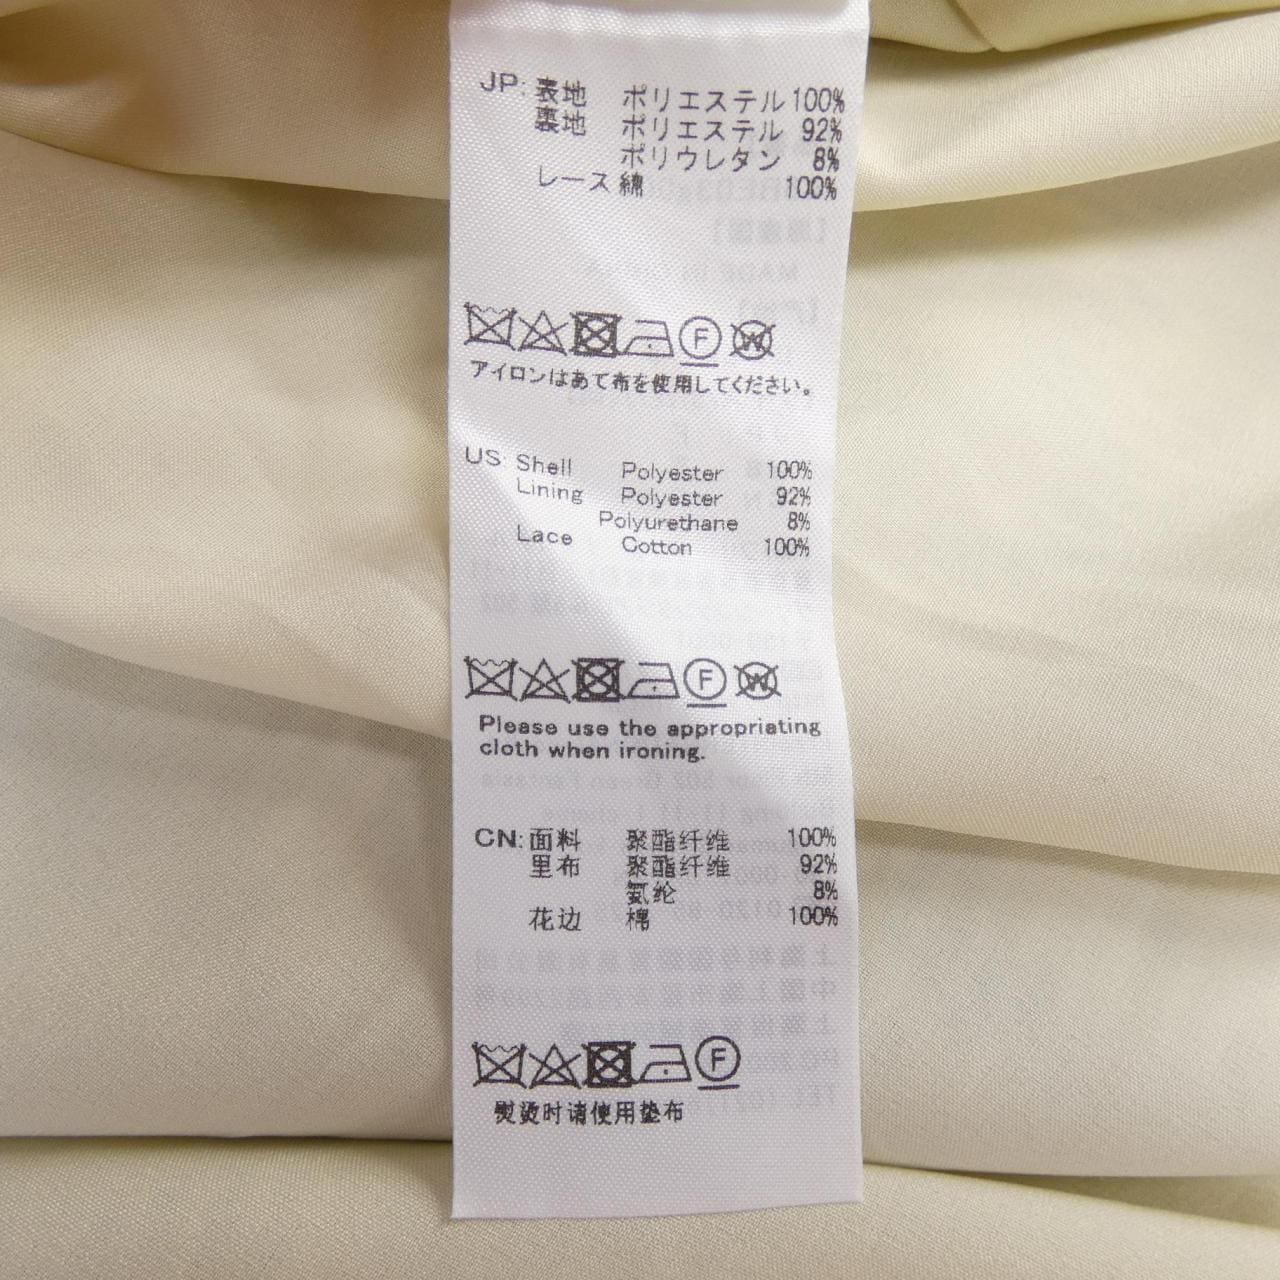 JP: 表地 ポリエステル 100%
裏地 ポリエステル 92%
ポリウレタン 8%
レース 綿 100%
F W
アイロンはあて布を使用してください。
US Shell Polyester 100%
Lining Polyester 92%
Polyurethane 8%
Lace Cotton 100%
F W
Please use the appropriating
cloth when ironing.
CN: 面料 聚酯纤维 100%
里布 聚酯纤维 92%
氨纶 8%
花边 棉 100%
F
熨烫时请使用垫布